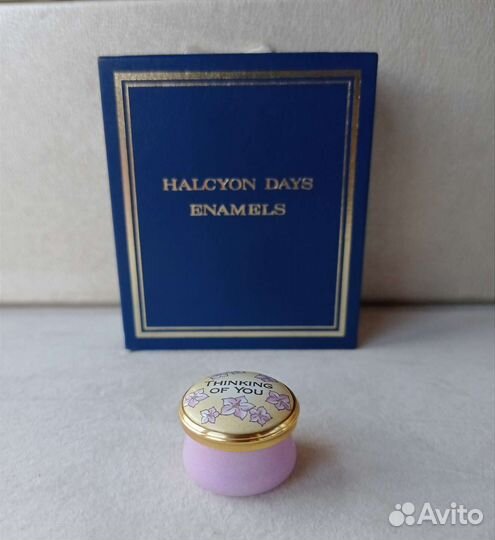 HALCYON DAYS
ENAMELS
THINKING
OF YOU
Avito